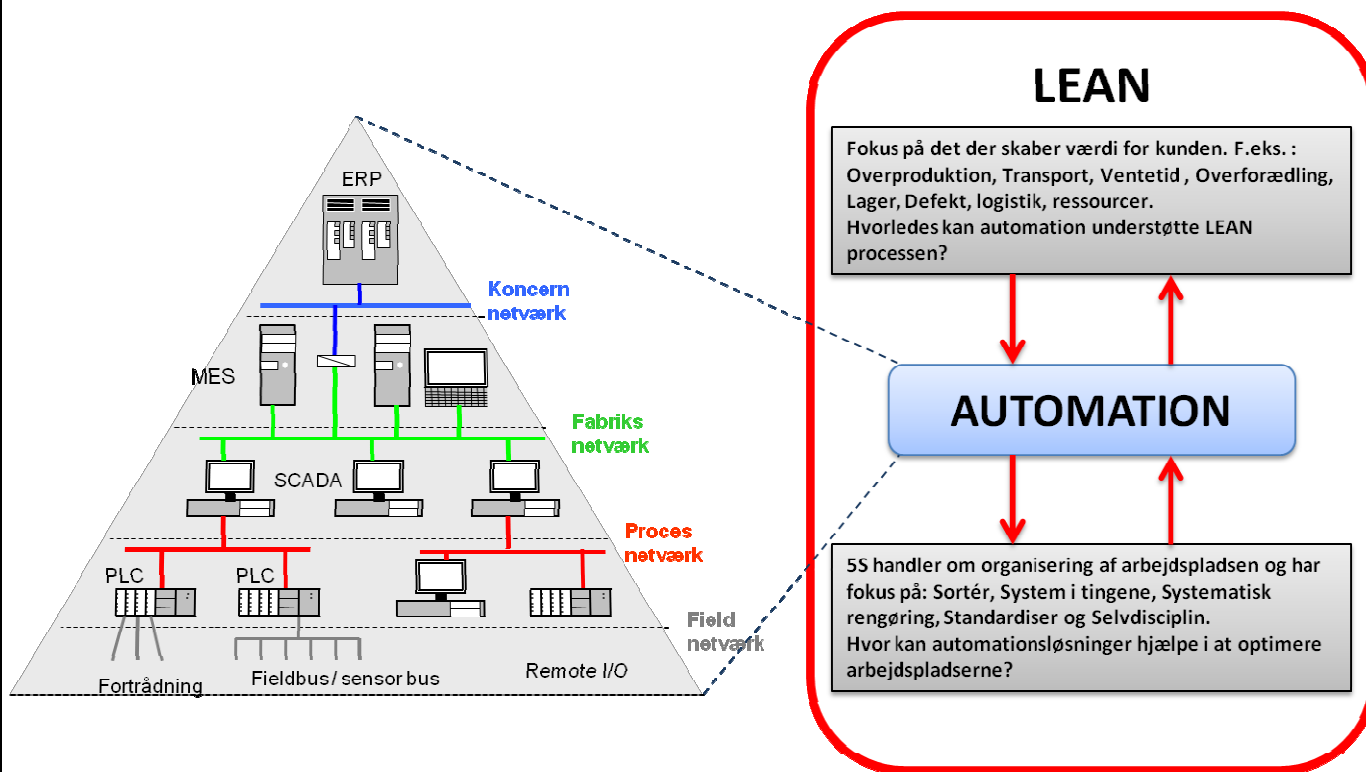 ERP
Koncern
netværk
MES
Fabriks
netværk
SCADA
Proces
netværk
PLC
PLC
Field
netværk
Fortrådning
Fieldbus / sensor bus
Remote I/O
LEAN
Fokus på det der skaber værdi for kunden. F.eks. :
Overproduktion, Transport, Ventetid , Overforædling,
Lager, Defekt, logistik, ressourcer.
Hvorledes kan automation understøtte LEAN
processen?
AUTOMATION
5S handler om organisering af arbejdspladsen og har
fokus på: Sortér, System i tingene, Systematisk
rengøring, Standardiser og Selvdisciplin.
Hvor kan automationsløsninger hjælpe i at optimere
arbejdspladserne?